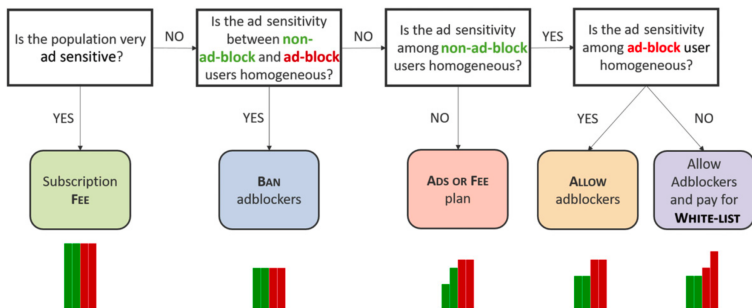 Is the population very
ad sensitive?
NO
Is the ad sensitivity
between non-
ad-block and ad-block
users homogeneous?
NO
Is the ad sensitivity
among non-ad-block
users homogeneous?
YES
Is the ad sensitivity
among ad-block user
homogeneous?
YES
YES
NO
YES
NO
Subscription
FEE
BAN
adblockers
ADS OR FEE
plan
ALLOW
adblockers
Allow
Adblockers
and pay for
WHITE-LIST